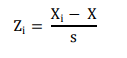 Zᵢ = (Xᵢ − X) / s